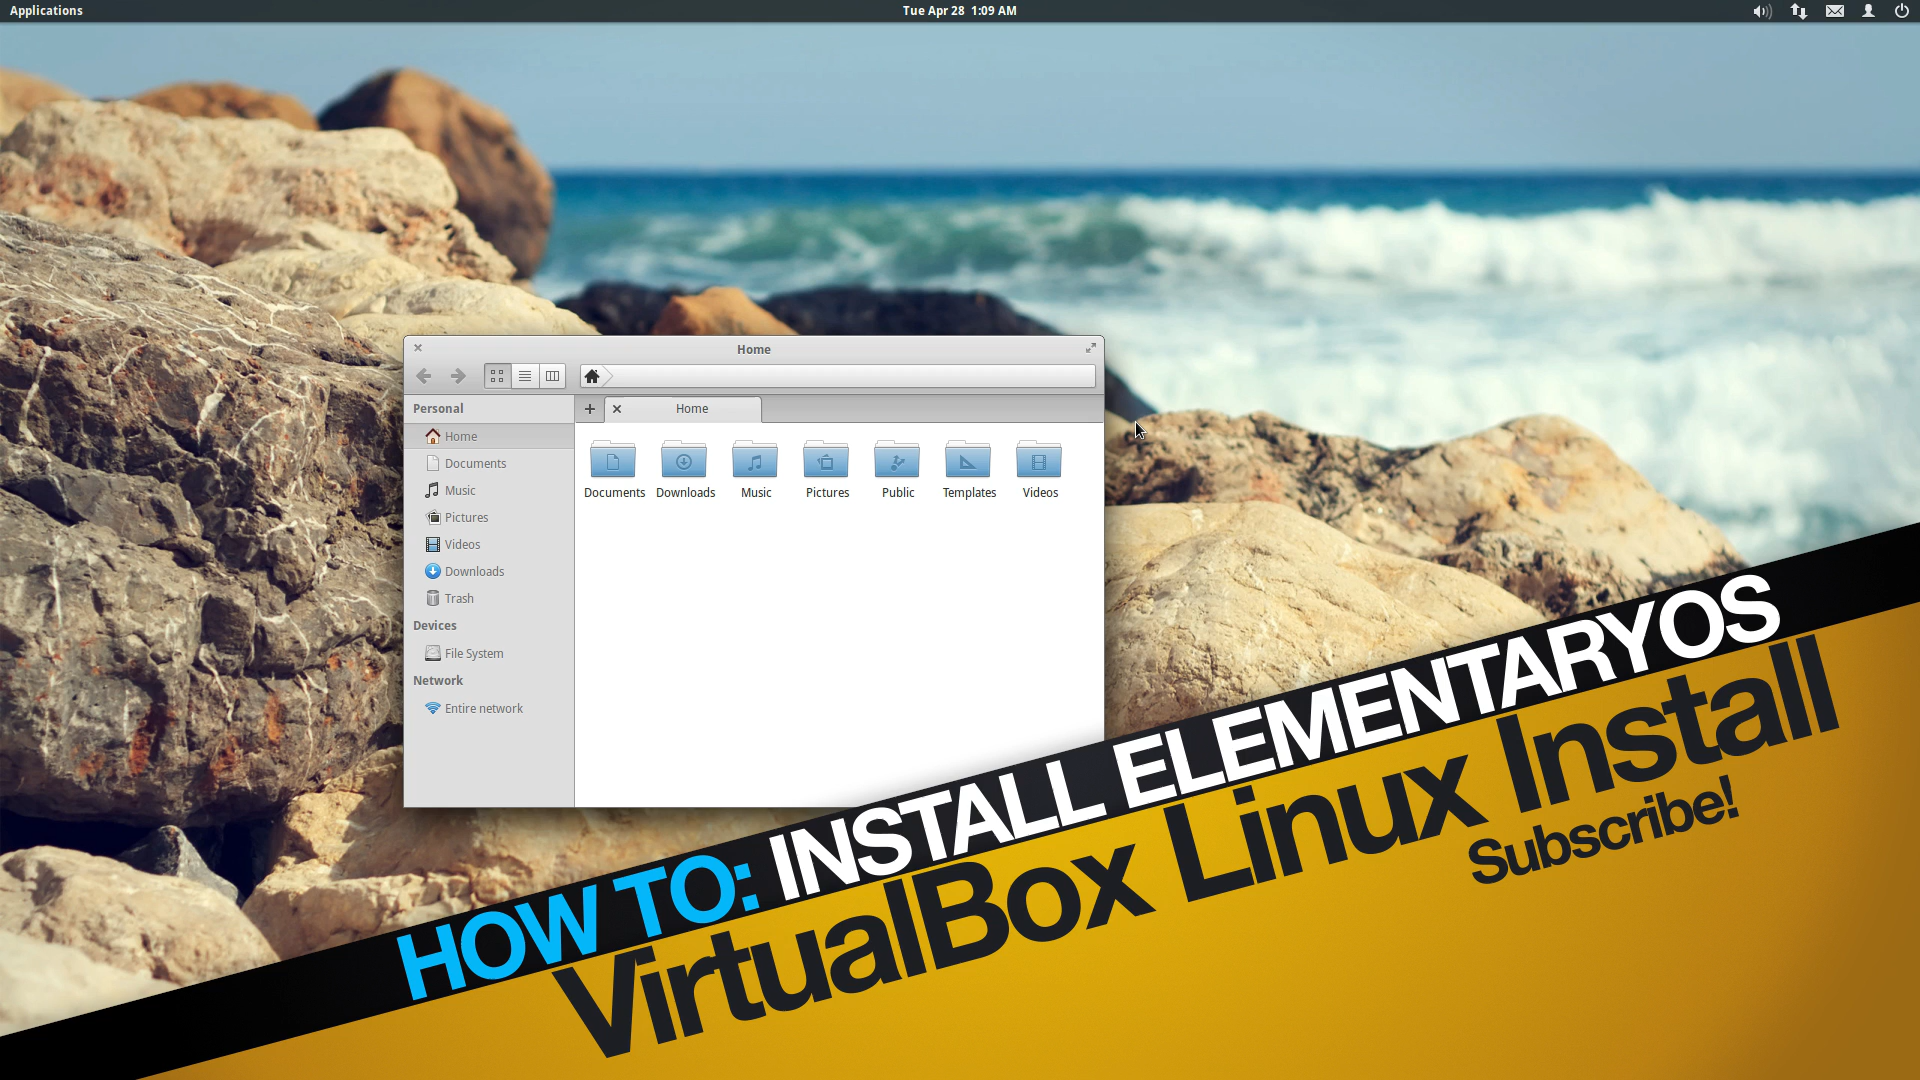 Applications
Tue Apr 28 1:09 AM
Home
Personal
Home
Home
Documents
Music
Pictures
Videos
Downloads
Trash
Devices
File System
Network
Entire network
Documents Downloads Music Pictures Public Templates Videos
HOW TO: INSTALL ELEMENTARYOS
VirtualBox Linux Install
Subscribe!